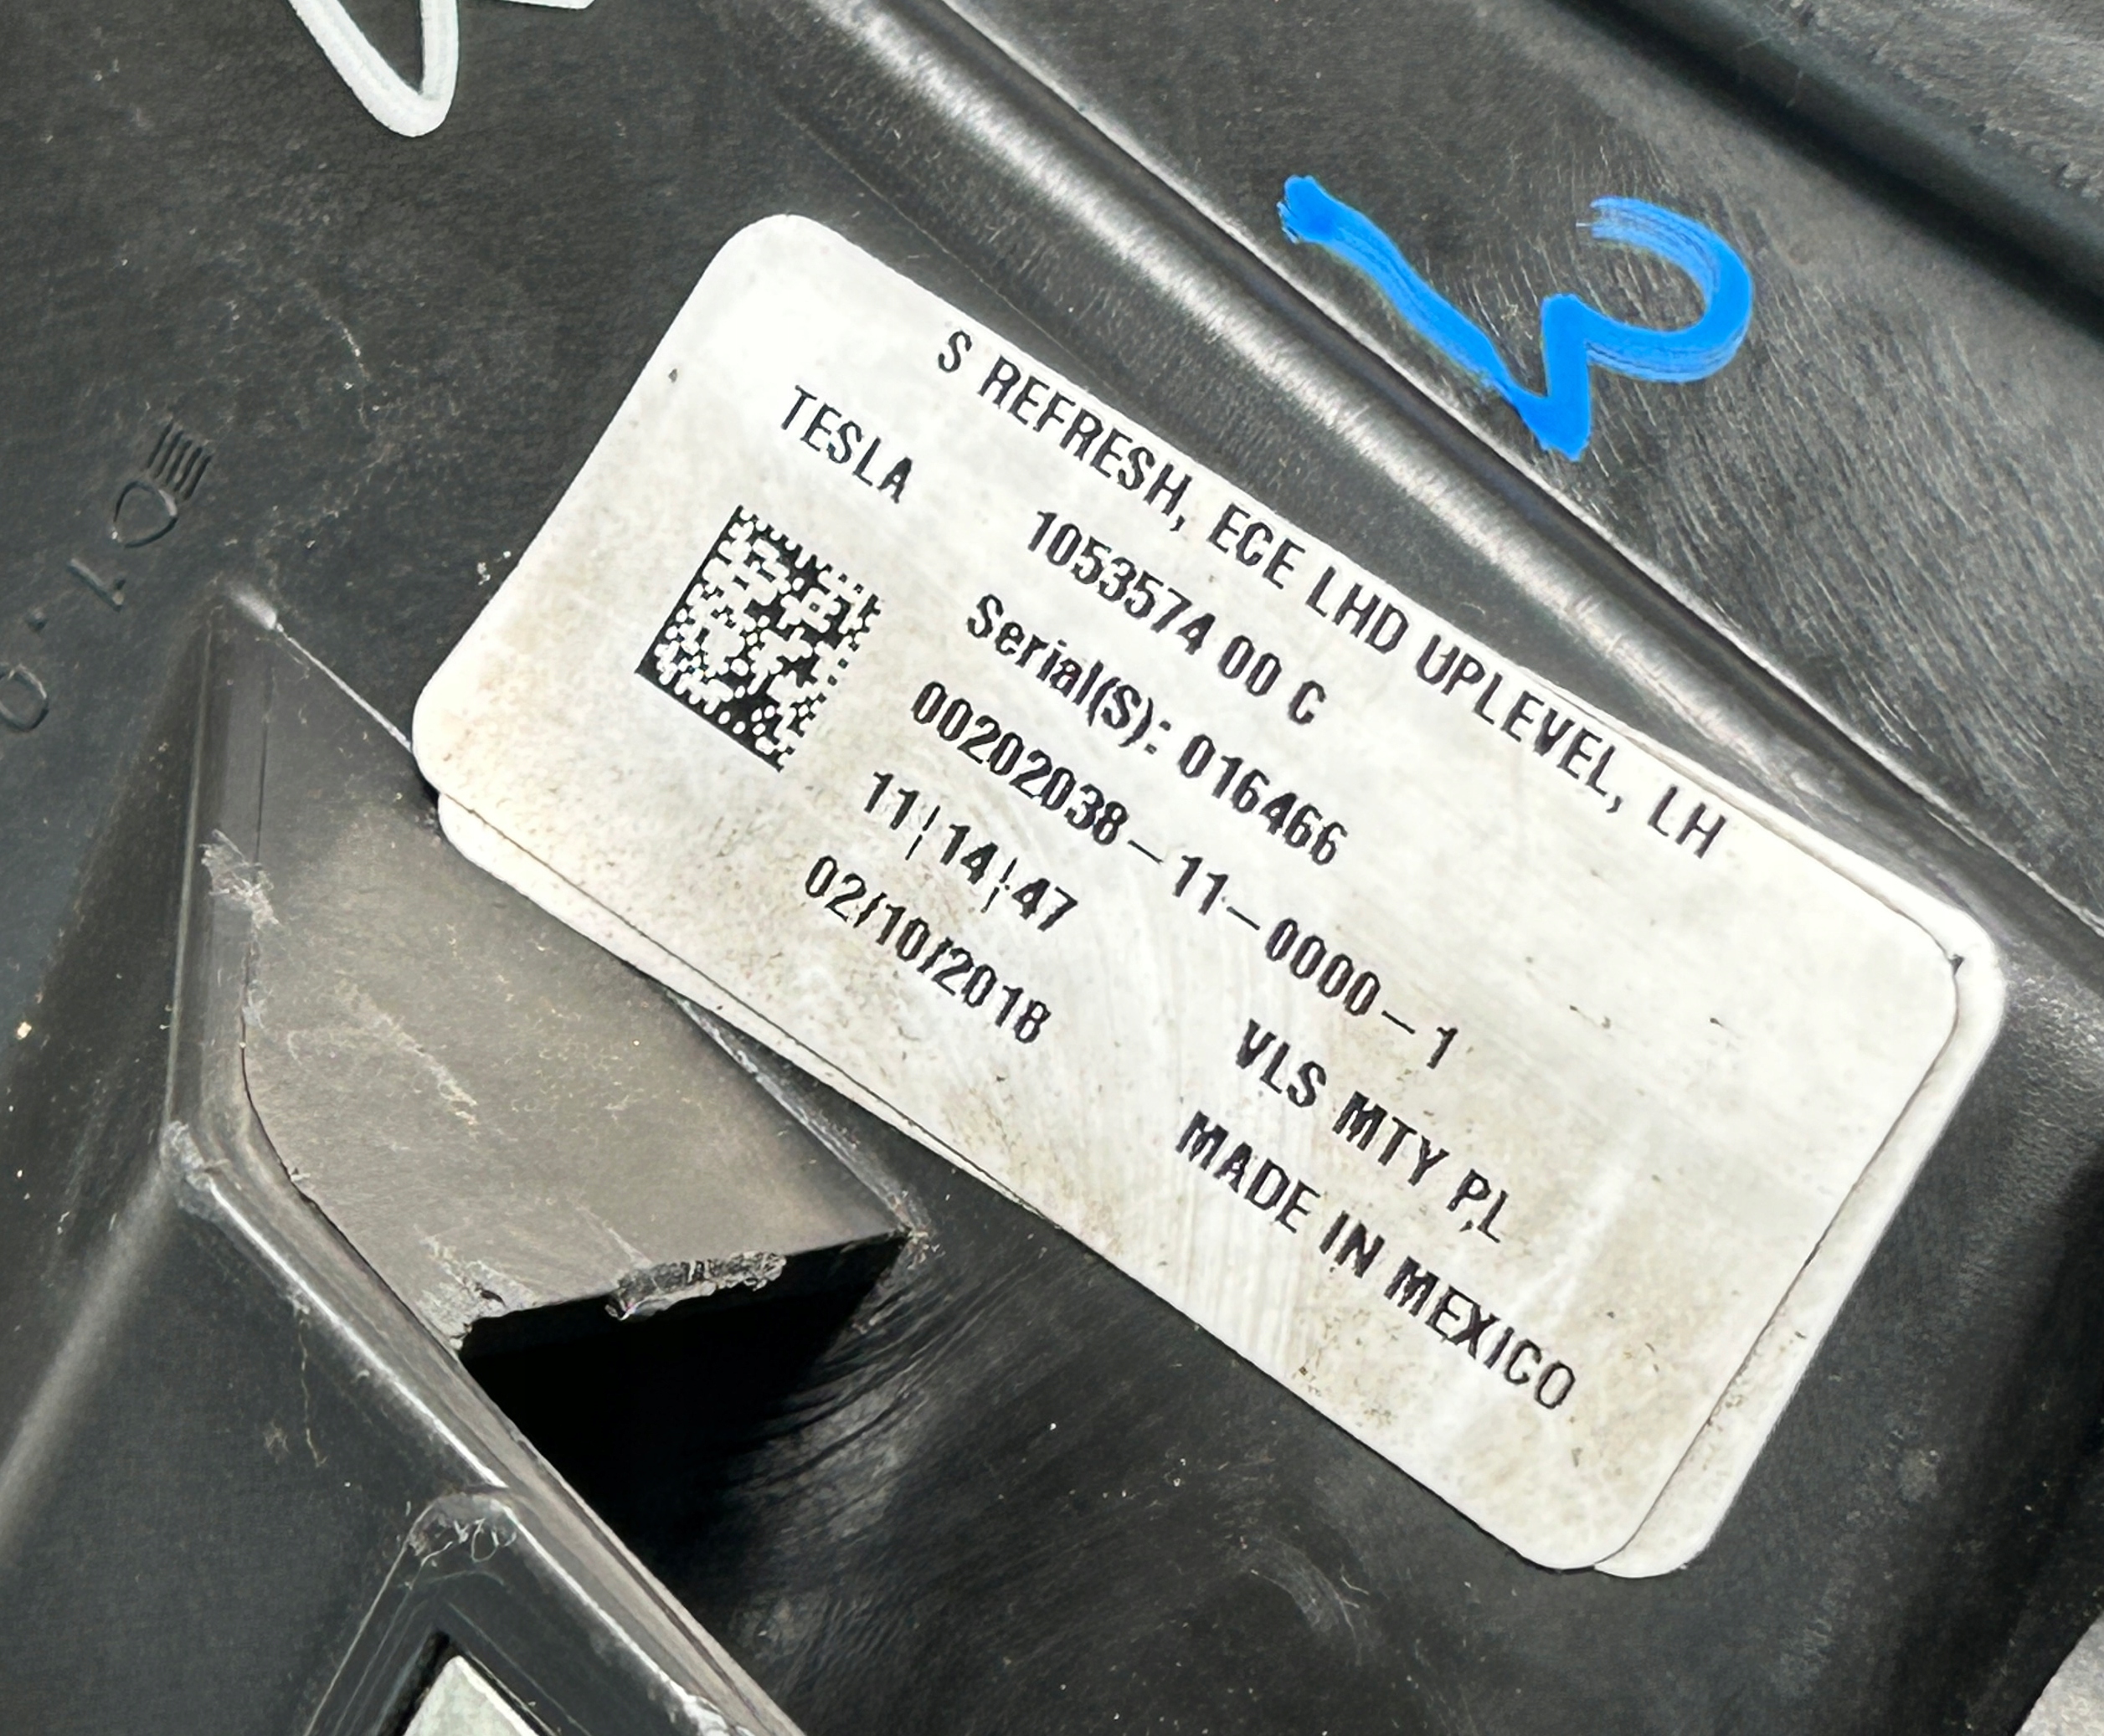 S REFRESH, ECE LHD UPLEVEL, LH
TESLA 1053574 00 C
Serial(S): 016466
00202038-11-0000-1
11¦14¦47 VLS MTY PL
02/10/2018 MADE IN MEXICO